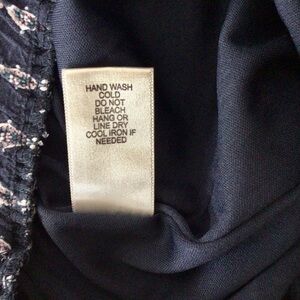 HAND WASH
COLD
DO NOT
BLEACH
HANG OR
LINE DRY
COOL IRON IF
NEEDED